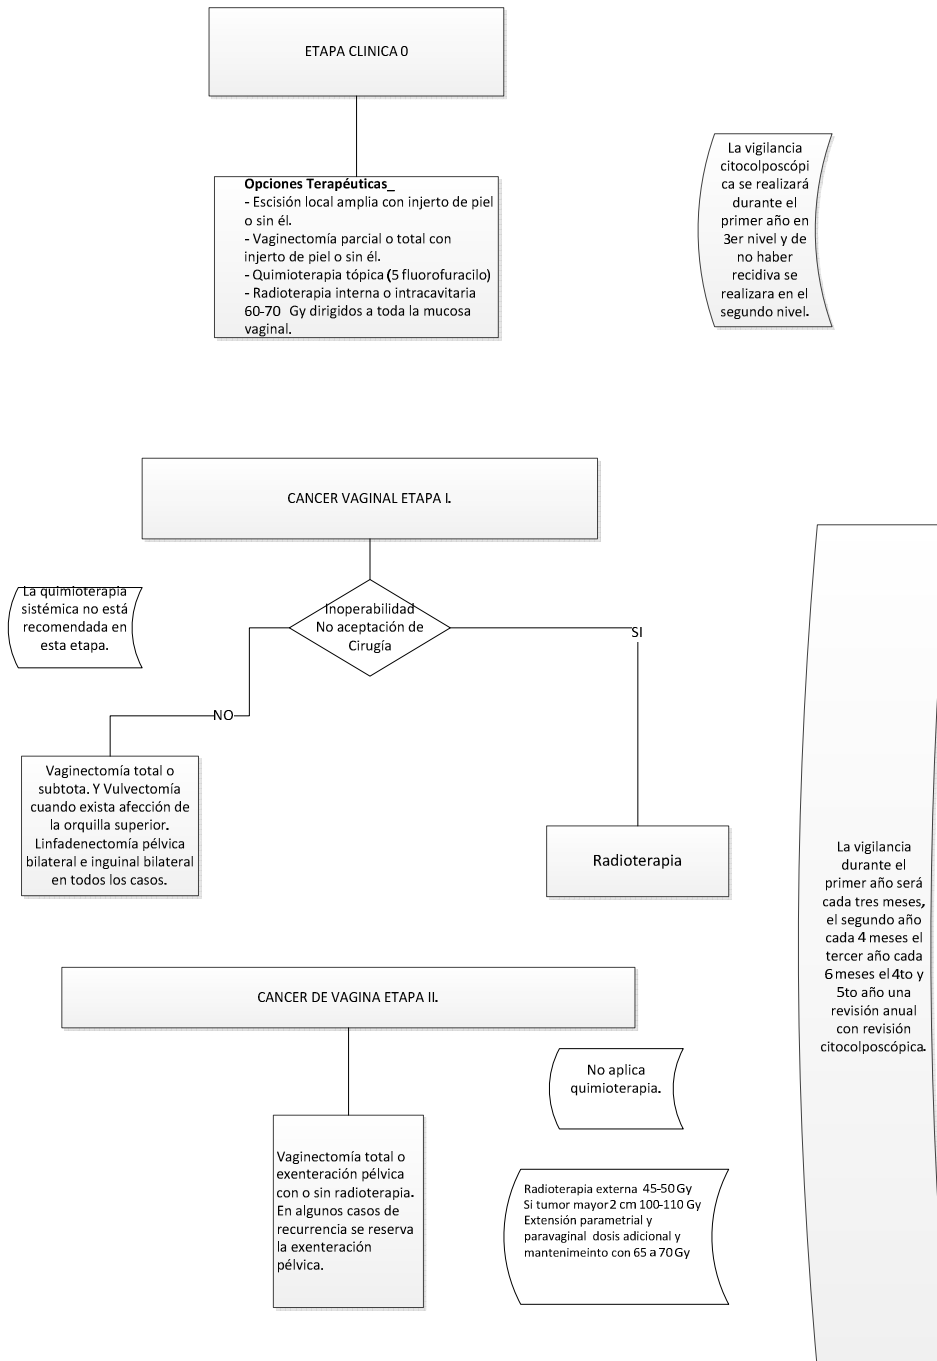 ETAPA CLINICA 0
Opciones Terapéuticas_
- Escisión local amplia con injerto de piel
o sin él.
- Vaginectomía parcial o total con
injerto de piel o sin él.
- Quimioterapia tópica (5 fluorofuracilo)
- Radioterapia interna o intracavitaria
60-70 Gy dirigidos a toda la mucosa
vaginal.
La vigilancia
citocolposcópi
ca se realizará
durante el
primer año en
3er nivel y de
no haber
recidiva se
realizara en el
segundo nivel.
CANCER VAGINAL ETAPA I.
La quimioterapia
sistémica no está
recomendada en
esta etapa.
Inoperabilidad
No aceptación de
Cirugía
SI
NO
Vaginectomía total o
subtota. Y Vulvectomía
cuando exista afección de
la orquilla superior.
Linfadenectomía pélvica
bilateral e inguinal bilateral
en todos los casos.
Radioterapia
La vigilancia
durante el
primer año será
cada tres meses,
el segundo año
cada 4 meses el
tercer año cada
6 meses el 4to y
5to año una
revisión anual
con revisión
citocolposcópica.
CANCER DE VAGINA ETAPA II.
No aplica
quimioterapia.
Vaginectomía total o
exenteración pélvica
con o sin radioterapia.
En algunos casos de
recurrencia se reserva
la exenteración
pélvica.
Radioterapia externa 45-50 Gy
Si tumor mayor 2 cm 100-110 Gy
Extensión parametrial y
paravaginal dosis adicional y
mantenimeinto con 65 a 70 Gy